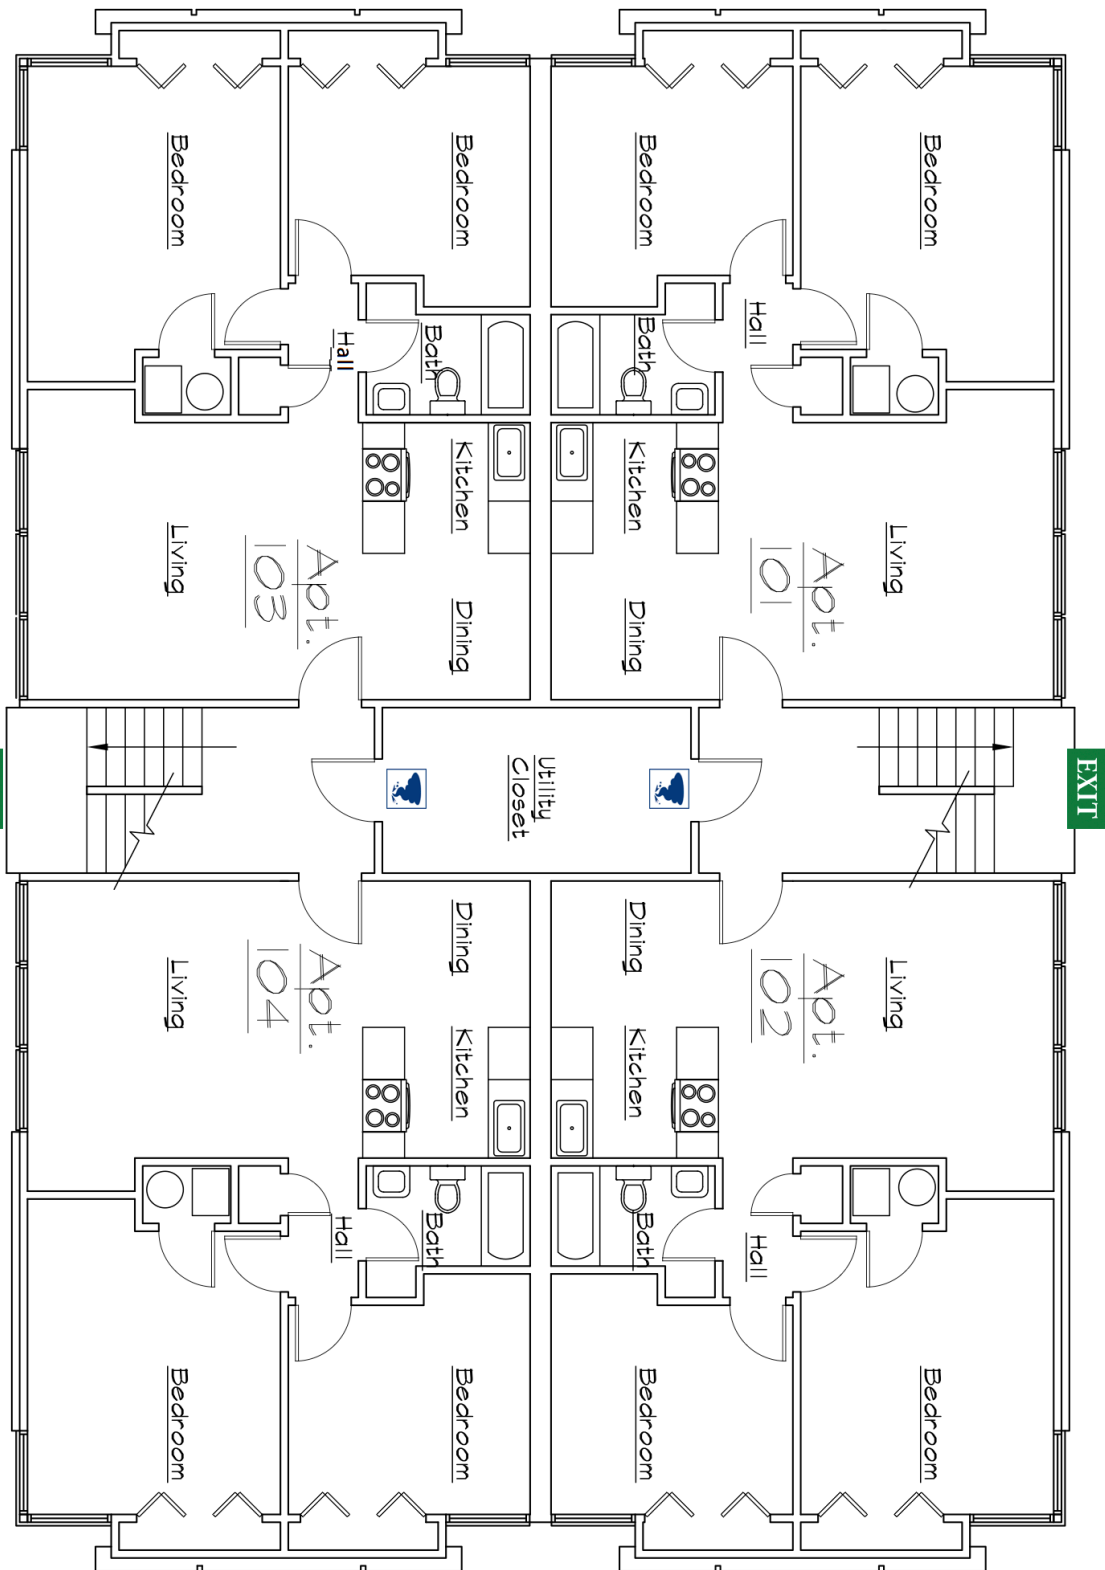 EXIT
Bedroom
Bedroom
Living
Living
Apt.
101
Apt.
102
Hall
Hall
Bedroom
Bath
Kitchen
Dining
Dining
Kitchen
Bath
Bedroom
Utility
Closet
Bedroom
Bath
Kitchen
Dining
Dining
Kitchen
Bath
Bedroom
Hall
Hall
Apt.
103
Apt.
104
Bedroom
Living
Living
Bedroom